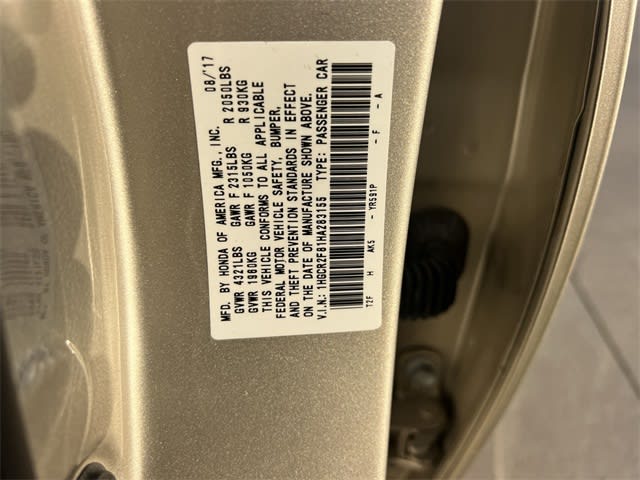 MFD. BY HONDA OF AMERICA MFG., INC. 08/'17
GVWR 4321LBS GAWR F 2315LBS R 2050LBS
GVWR 1960KG GAWR F 1050KG R 930KG
THIS VEHICLE CONFORMS TO ALL APPLICABLE
FEDERAL MOTOR VEHICLE SAFETY, BUMPER,
AND THEFT PREVENTION STANDARDS IN EFFECT
ON THE DATE OF MANUFACTURE SHOWN ABOVE.
V.I.N.: 1HGCR2F81HA283155 TYPE: PASSENGER CAR
T2F H AK5 - YR591P - F - A